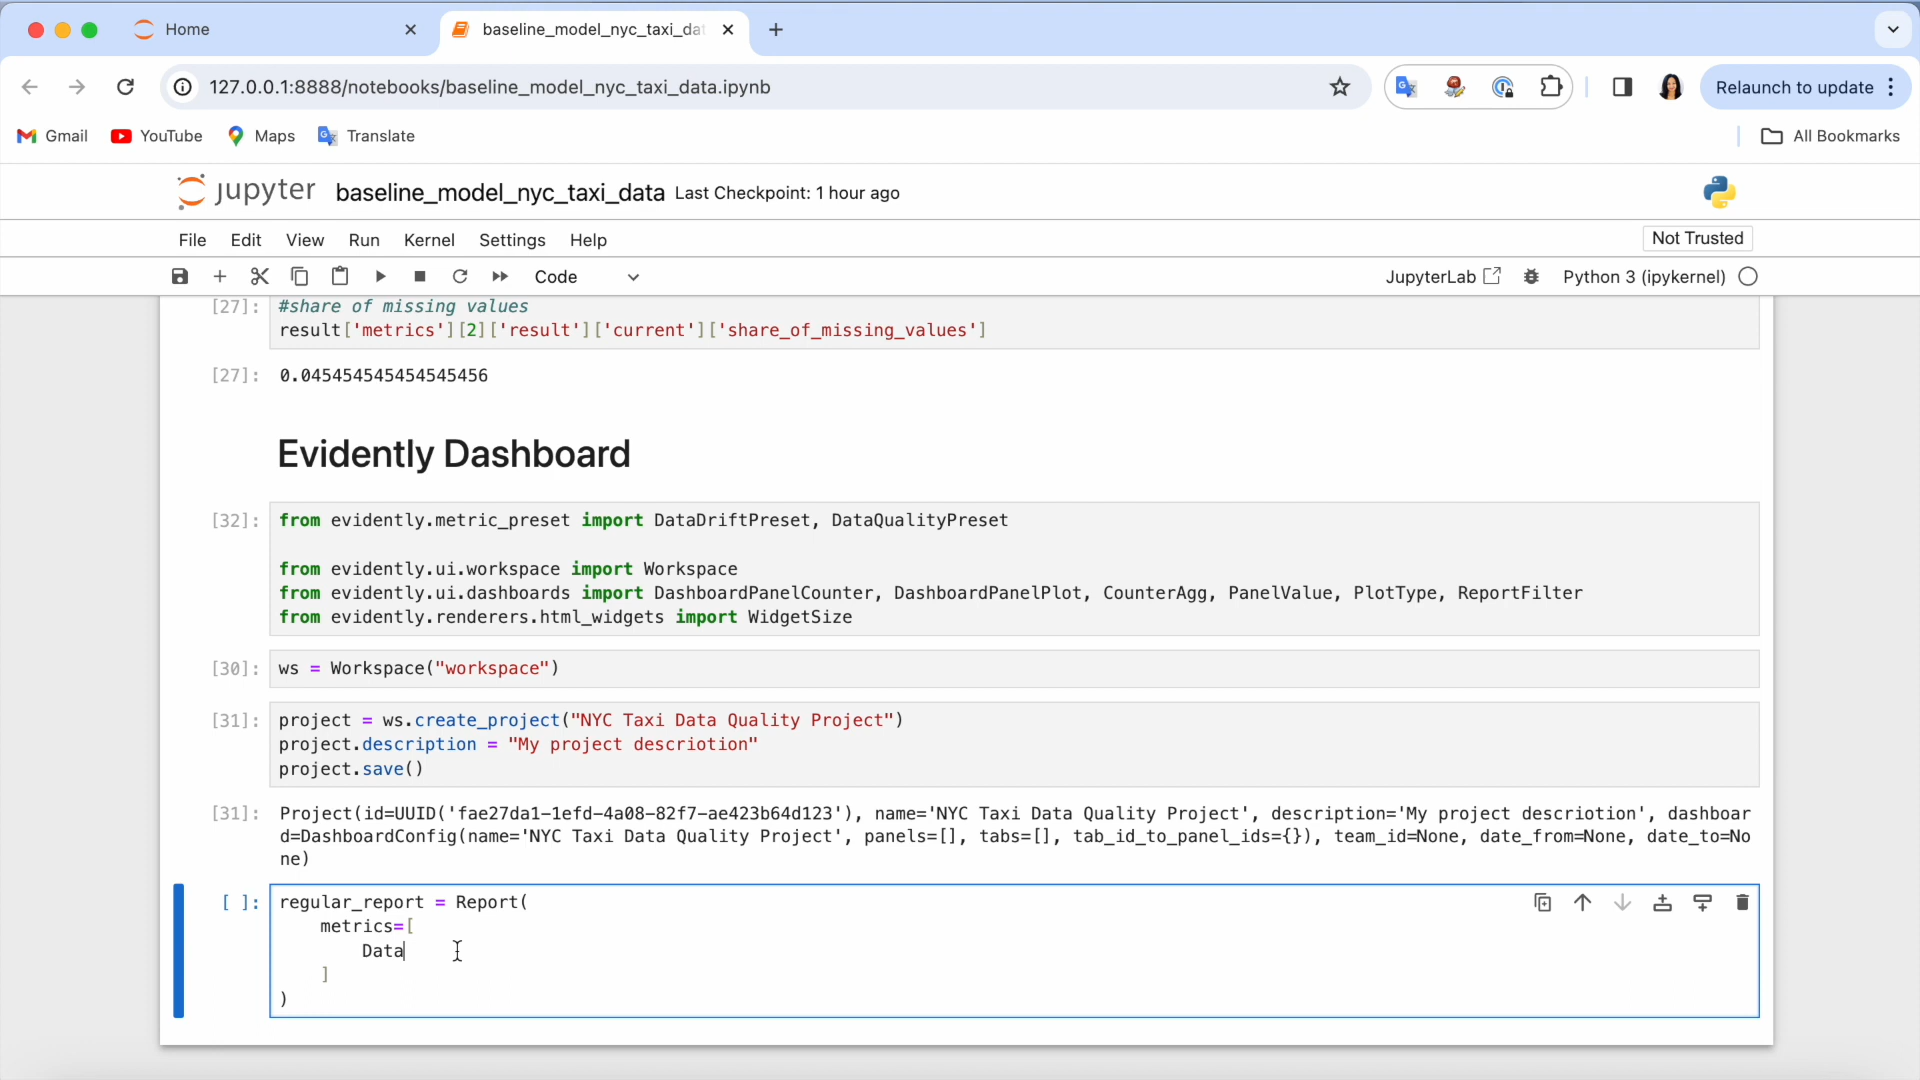 Home
baseline_model_nyc_taxi_dat
127.0.0.1:8888/notebooks/baseline_model_nyc_taxi_data.ipynb
Relaunch to update
Gmail
YouTube
Maps
Translate
All Bookmarks
jupyter baseline_model_nyc_taxi_data Last Checkpoint: 1 hour ago
File Edit View Run Kernel Settings Help
Not Trusted
Code
JupyterLab
Python 3 (ipykernel)
[27]: #share of missing values
result['metrics'][2]['result']['current']['share_of_missing_values']
[27]: 0.045454545454545456
Evidently Dashboard
[32]: from evidently.metric_preset import DataDriftPreset, DataQualityPreset
from evidently.ui.workspace import Workspace
from evidently.ui.dashboards import DashboardPanelCounter, DashboardPanelPlot, CounterAgg, PanelValue, PlotType, ReportFilter
from evidently.renderers.html_widgets import WidgetSize
[30]: ws = Workspace("workspace")
[31]: project = ws.create_project("NYC Taxi Data Quality Project")
project.description = "My project descriotion"
project.save()
[31]: Project(id=UUID('fae27da1-1efd-4a08-82f7-ae423b64d123'), name='NYC Taxi Data Quality Project', description='My project descriotion', dashboar
d=DashboardConfig(name='NYC Taxi Data Quality Project', panels=[], tabs=[], tab_id_to_panel_ids={}), team_id=None, date_from=None, date_to=No
ne)
[ ]: regular_report = Report(
metrics=[
Data
]
)